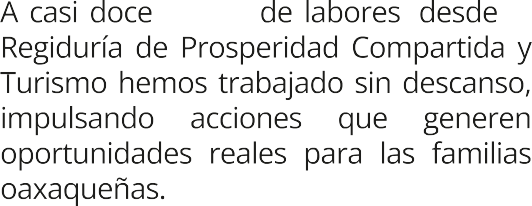 A casi doce de labores desde
Regiduría de Prosperidad Compartida y
Turismo hemos trabajado sin descanso,
impulsando acciones que generen
oportunidades reales para las familias
oaxaqueñas.